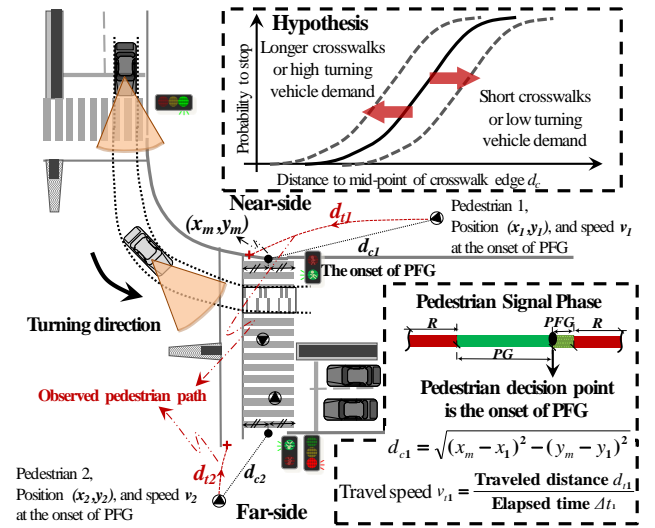 Hypothesis
Longer crosswalks
or high turning
vehicle demand
Short crosswalks
or low turning
vehicle demand
Probability to stop
Distance to mid-point of crosswalk edge d_c
Near-side
(x_m, y_m)
d_t1
d_c1
Pedestrian 1,
Position (x_1,y_1), and speed v_1
at the onset of PFG
The onset of PFG
Turning direction
Observed pedestrian path
Pedestrian Signal Phase
R
PFG
R
PG
Pedestrian decision point
is the onset of PFG
d_c1 = √((x_m − x_1)² − (y_m − y_1)²)
Travel speed v_t1 = Traveled distance d_t1 / Elapsed time Δt_1
Pedestrian 2,
Position (x_2,y_2), and speed v_2
at the onset of PFG
d_t2
d_c2
Far-side